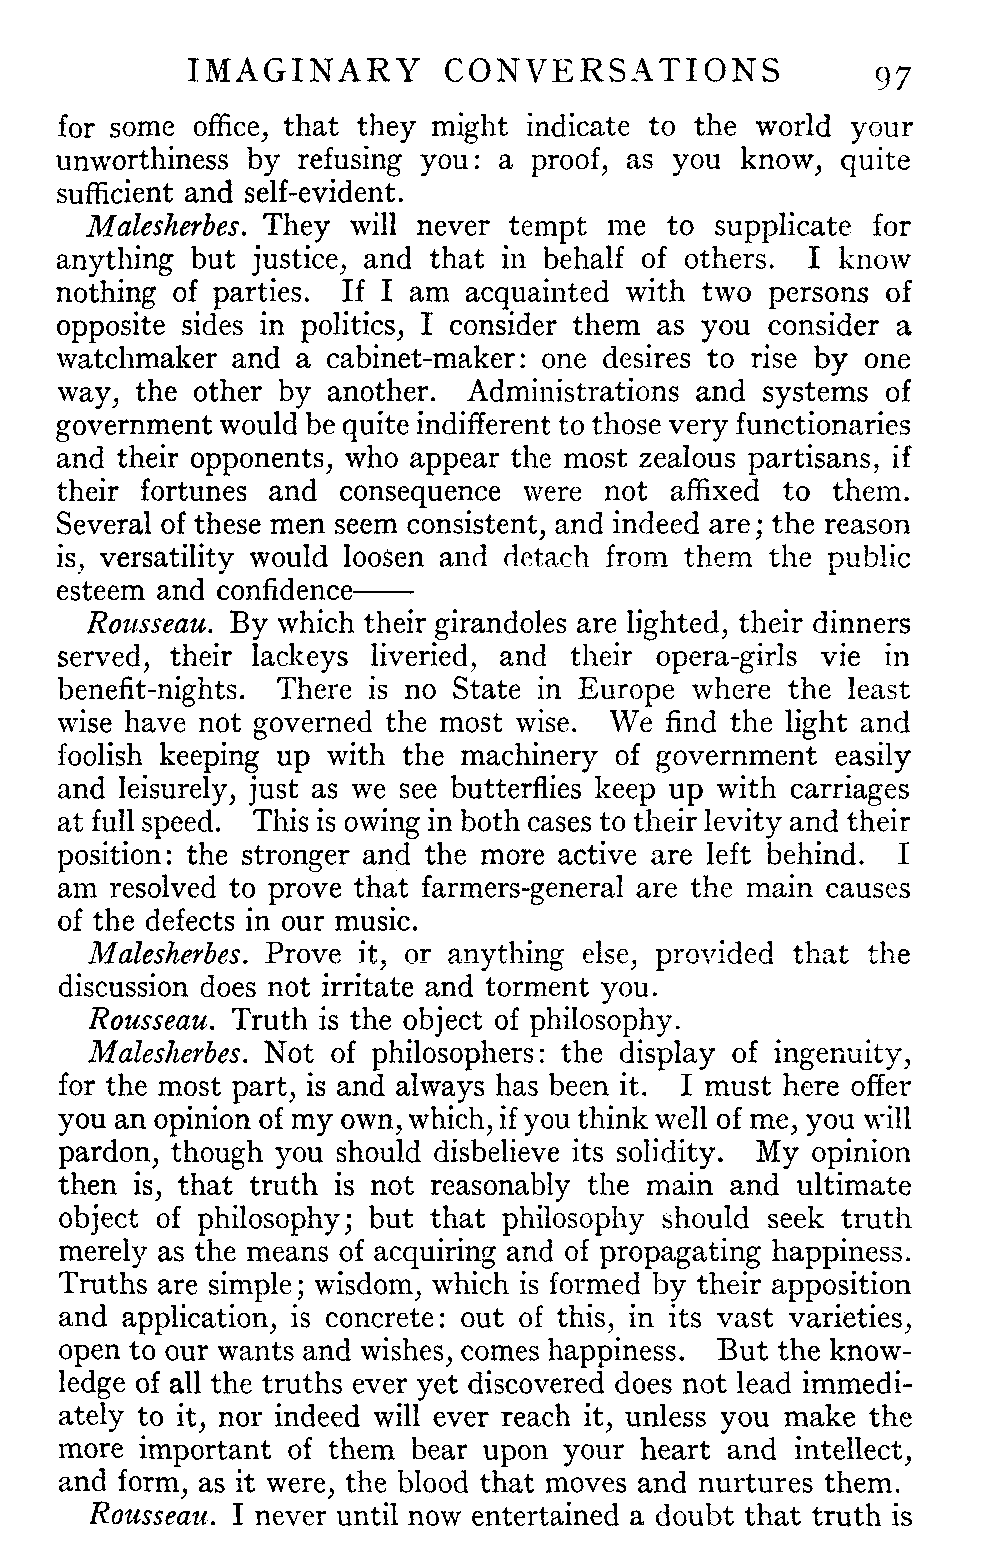 IMAGINARY CONVERSATIONS 97
for some office, that they might indicate to the world your
unworthiness by refusing you: a proof, as you know, quite
sufficient and self-evident.
Malesherbes. They will never tempt me to supplicate for
anything but justice, and that in behalf of others. I know
nothing of parties. If I am acquainted with two persons of
opposite sides in politics, I consider them as you consider a
watchmaker and a cabinet-maker: one desires to rise by one
way, the other by another. Administrations and systems of
government would be quite indifferent to those very functionaries
and their opponents, who appear the most zealous partisans, if
their fortunes and consequence were not affixed to them.
Several of these men seem consistent, and indeed are; the reason
is, versatility would loosen and detach from them the public
esteem and confidence——
Rousseau. By which their girandoles are lighted, their dinners
served, their lackeys liveried, and their opera-girls vie in
benefit-nights. There is no State in Europe where the least
wise have not governed the most wise. We find the light and
foolish keeping up with the machinery of government easily
and leisurely, just as we see butterflies keep up with carriages
at full speed. This is owing in both cases to their levity and their
position: the stronger and the more active are left behind. I
am resolved to prove that farmers-general are the main causes
of the defects in our music.
Malesherbes. Prove it, or anything else, provided that the
discussion does not irritate and torment you.
Rousseau. Truth is the object of philosophy.
Malesherbes. Not of philosophers: the display of ingenuity,
for the most part, is and always has been it. I must here offer
you an opinion of my own, which, if you think well of me, you will
pardon, though you should disbelieve its solidity. My opinion
then is, that truth is not reasonably the main and ultimate
object of philosophy; but that philosophy should seek truth
merely as the means of acquiring and of propagating happiness.
Truths are simple; wisdom, which is formed by their apposition
and application, is concrete: out of this, in its vast varieties,
open to our wants and wishes, comes happiness. But the know-
ledge of all the truths ever yet discovered does not lead immedi-
ately to it, nor indeed will ever reach it, unless you make the
more important of them bear upon your heart and intellect,
and form, as it were, the blood that moves and nurtures them.
Rousseau. I never until now entertained a doubt that truth is